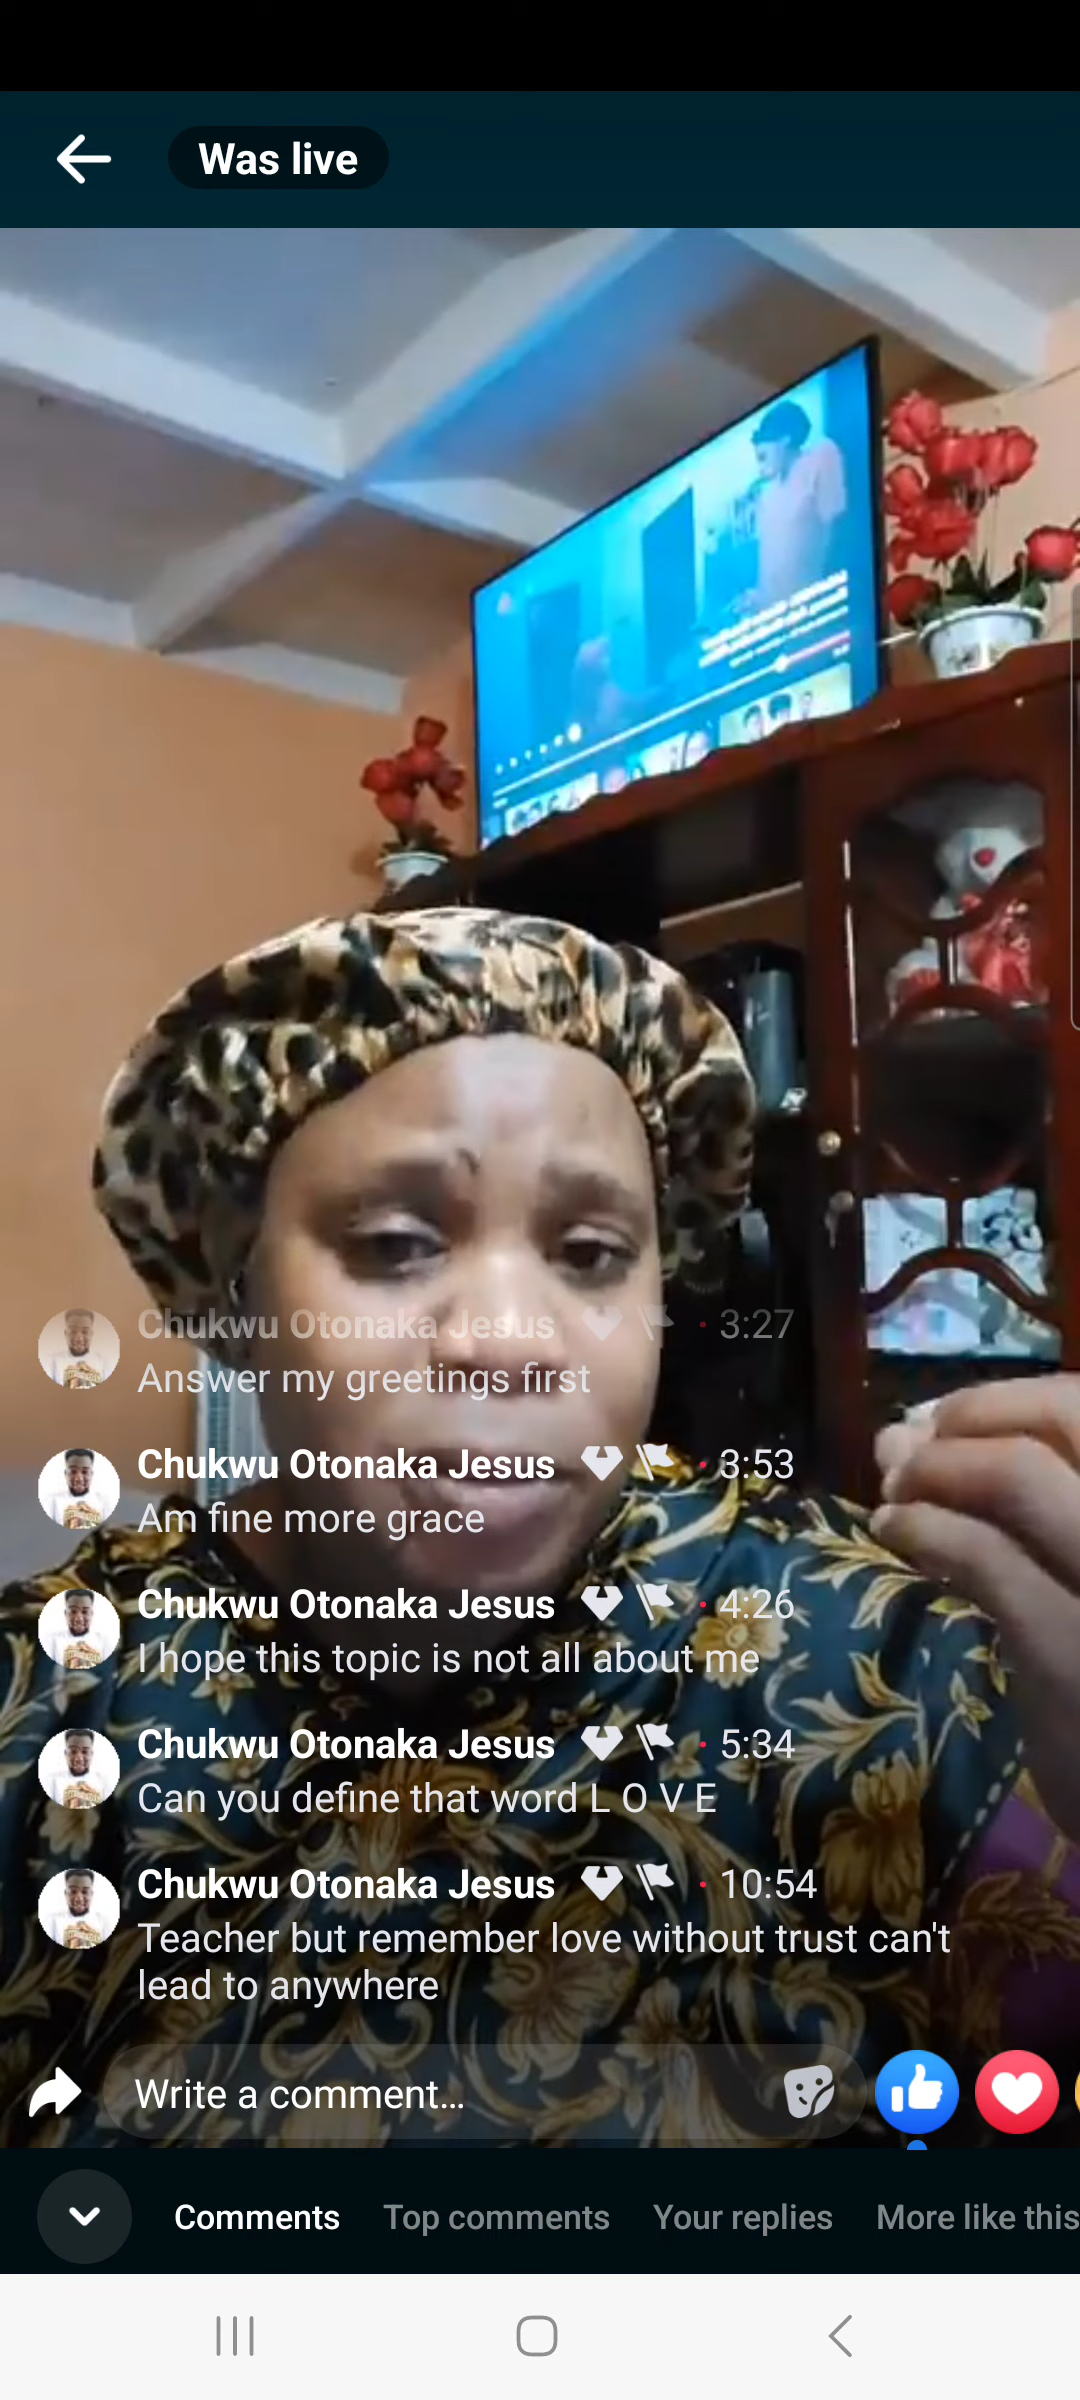 Was live
Chukwu Otonaka Jesus · 3:27
Answer my greetings first
Chukwu Otonaka Jesus · 3:53
Am fine more grace
Chukwu Otonaka Jesus · 4:26
I hope this topic is not all about me
Chukwu Otonaka Jesus · 5:34
Can you define that word L O V E
Chukwu Otonaka Jesus · 10:54
Teacher but remember love without trust can't
lead to anywhere
Write a comment...
Comments Top comments Your replies More like this